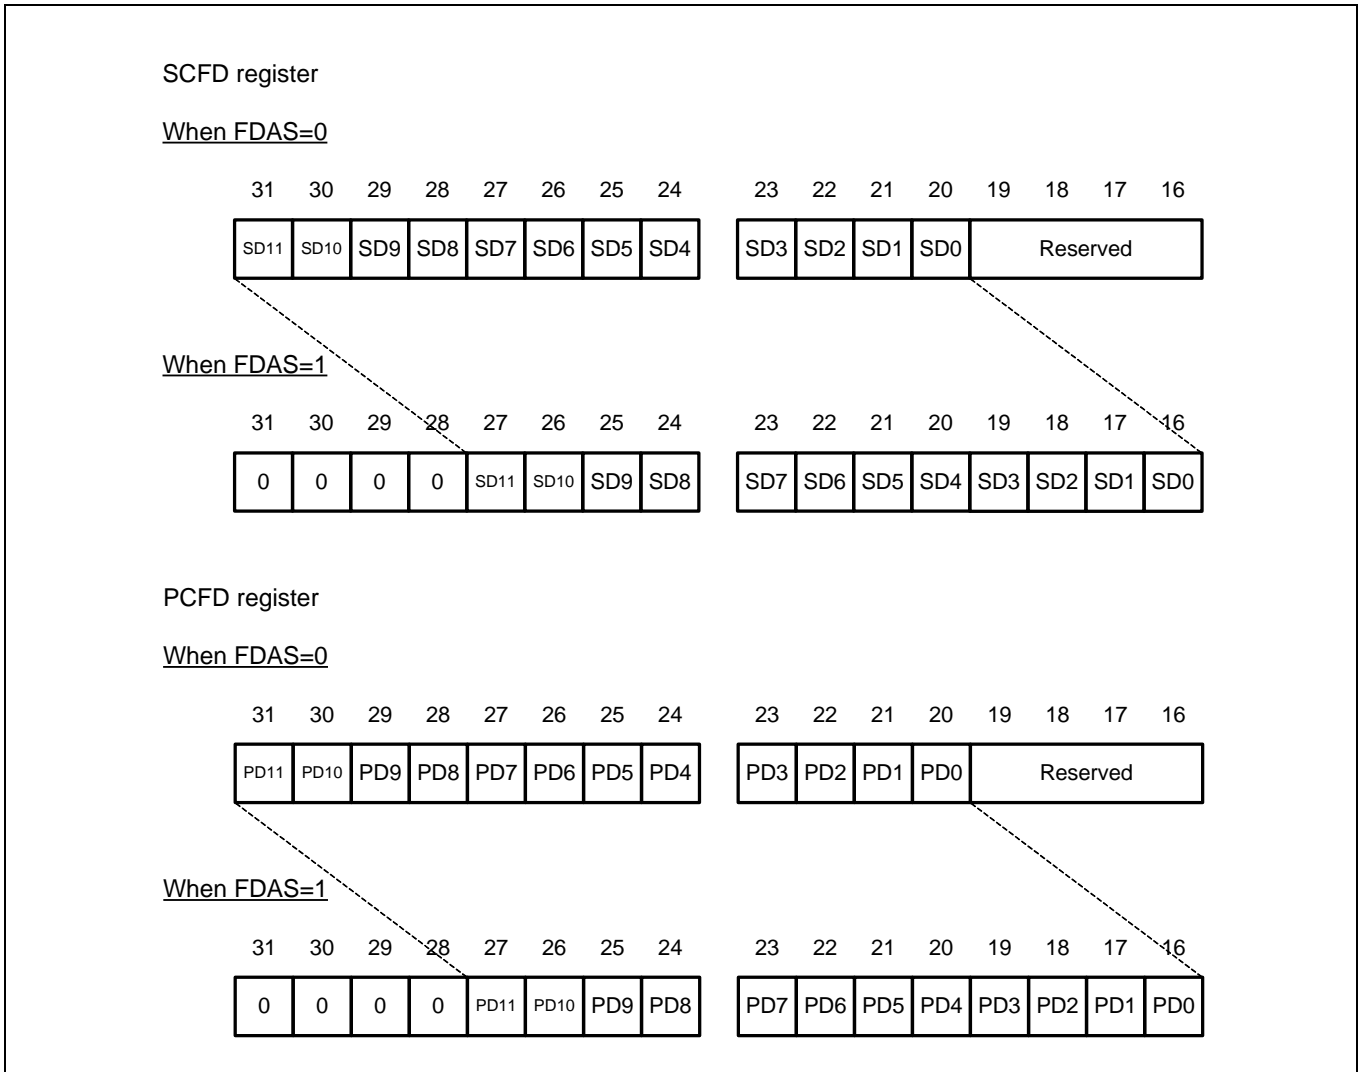 SCFD register
When FDAS=0
31 30 29 28 27 26 25 24 23 22 21 20 19 18 17 16
SD11 SD10 SD9 SD8 SD7 SD6 SD5 SD4 SD3 SD2 SD1 SD0 Reserved
When FDAS=1
31 30 29 28 27 26 25 24 23 22 21 20 19 18 17 16
0 0 0 0 SD11 SD10 SD9 SD8 SD7 SD6 SD5 SD4 SD3 SD2 SD1 SD0
PCFD register
When FDAS=0
31 30 29 28 27 26 25 24 23 22 21 20 19 18 17 16
PD11 PD10 PD9 PD8 PD7 PD6 PD5 PD4 PD3 PD2 PD1 PD0 Reserved
When FDAS=1
31 30 29 28 27 26 25 24 23 22 21 20 19 18 17 16
0 0 0 0 PD11 PD10 PD9 PD8 PD7 PD6 PD5 PD4 PD3 PD2 PD1 PD0